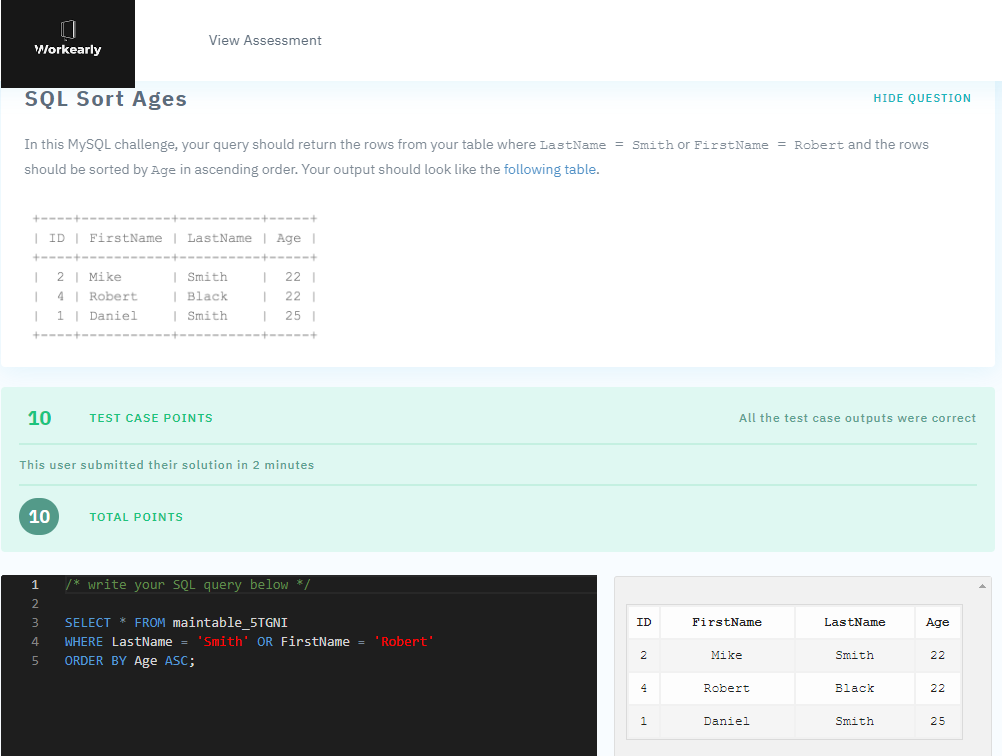 Workearly
View Assessment
SQL Sort Ages
HIDE QUESTION
In this MySQL challenge, your query should return the rows from your table where LastName = Smith or FirstName = Robert and the rows
should be sorted by Age in ascending order. Your output should look like the following table.
+----+-----------+----------+-----+
| ID | FirstName | LastName | Age |
+----+-----------+----------+-----+
|  2 | Mike      | Smith    |  22 |
|  4 | Robert    | Black    |  22 |
|  1 | Daniel    | Smith    |  25 |
+----+-----------+----------+-----+
10 TEST CASE POINTS All the test case outputs were correct
This user submitted their solution in 2 minutes
10 TOTAL POINTS
1 /* write your SQL query below */
2
3 SELECT * FROM maintable_5TGNI
4 WHERE LastName = 'Smith' OR FirstName = 'Robert'
5 ORDER BY Age ASC;
ID FirstName LastName Age
2 Mike Smith 22
4 Robert Black 22
1 Daniel Smith 25